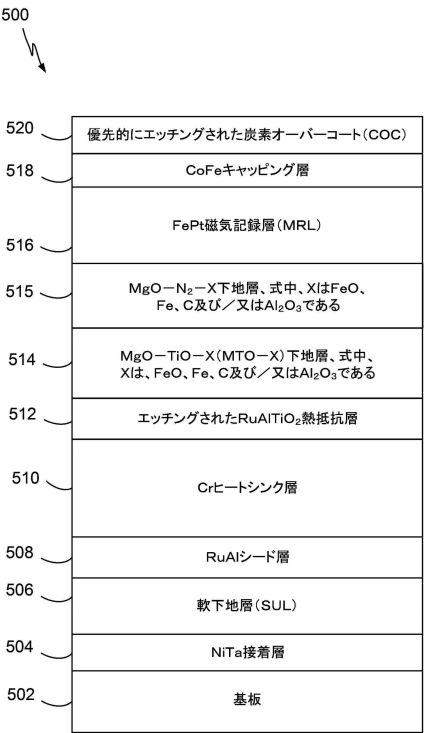 500
520 優先的にエッチングされた炭素オーバーコート(COC)
518 CoFeキャッピング層
516 FePt磁気記録層(MRL)
515 MgO－N₂－X下地層、式中、XはFeO、
Fe、C及び／又はAl₂O₃である
514 MgO－TiO－X(MTO－X)下地層、式中、
Xは、FeO、Fe、C及び／又はAl₂O₃である
512 エッチングされたRuAlTiO₂熱抵抗層
510 Crヒートシンク層
508 RuAlシード層
506 軟下地層(SUL)
504 NiTa接着層
502 基板